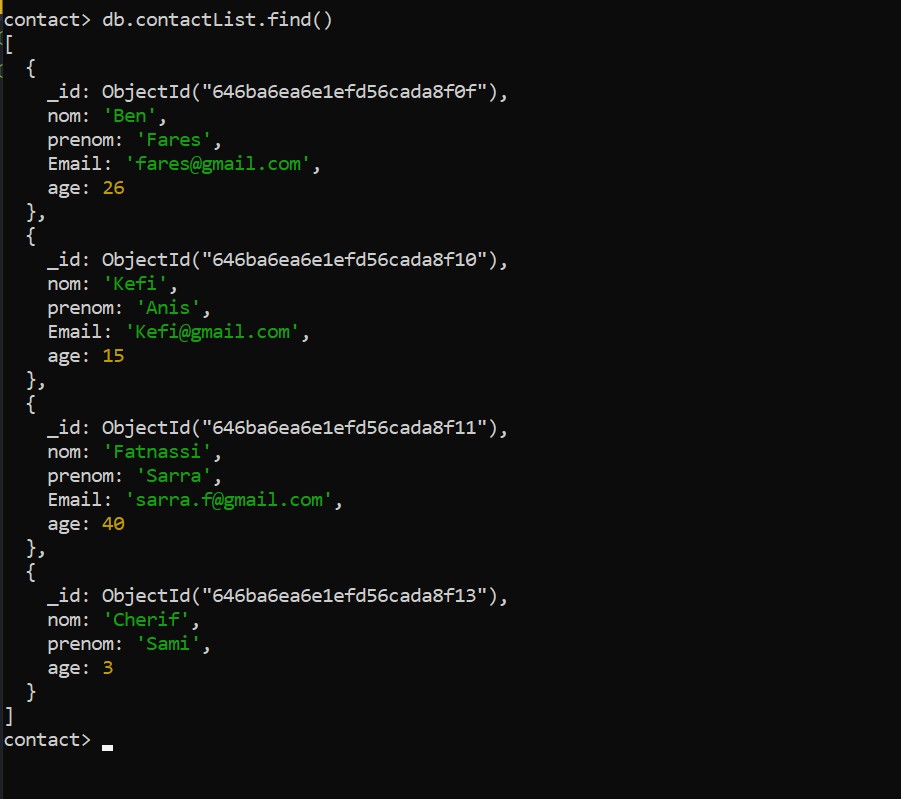 contact> db.contactList.find()
[
  {
    _id: ObjectId("646ba6ea6e1efd56cada8f0f"),
    nom: 'Ben',
    prenom: 'Fares',
    Email: 'fares@gmail.com',
    age: 26
  },
  {
    _id: ObjectId("646ba6ea6e1efd56cada8f10"),
    nom: 'Kefi',
    prenom: 'Anis',
    Email: 'Kefi@gmail.com',
    age: 15
  },
  {
    _id: ObjectId("646ba6ea6e1efd56cada8f11"),
    nom: 'Fatnassi',
    prenom: 'Sarra',
    Email: 'sarra.f@gmail.com',
    age: 40
  },
  {
    _id: ObjectId("646ba6ea6e1efd56cada8f13"),
    nom: 'Cherif',
    prenom: 'Sami',
    age: 3
  }
]
contact>